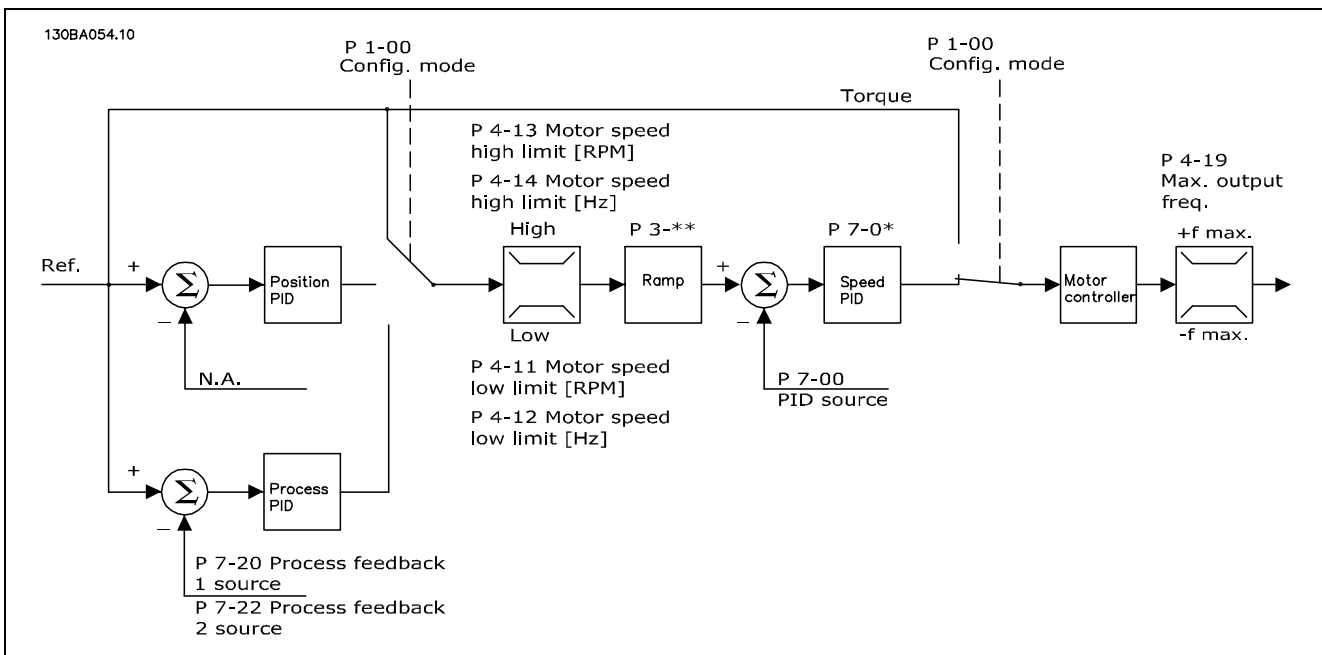 130BA054.10
P 1-00
Config. mode
P 1-00
Config. mode
Torque
P 4-13 Motor speed
high limit [RPM]
P 4-14 Motor speed
high limit [Hz]
P 4-19
Max. output
freq.
High
P 3-**
P 7-0*
+f max.
Ref.
+
Σ
−
Position
PID
Ramp
+
Σ
−
Speed
PID
Motor
controller
Low
-f max.
N.A.
P 4-11 Motor speed
low limit [RPM]
P 4-12 Motor speed
low limit [Hz]
P 7-00
PID source
+
Σ
−
Process
PID
P 7-20 Process feedback
1 source
P 7-22 Process feedback
2 source